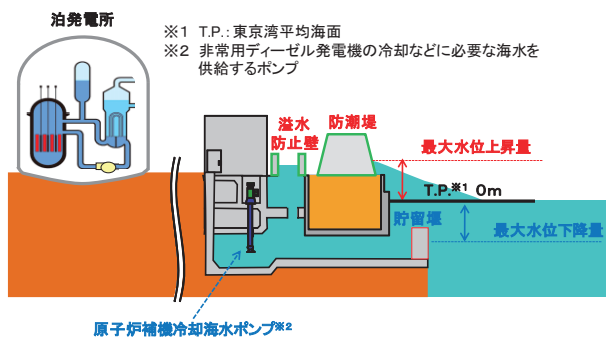 泊発電所
※1 T.P.：東京湾平均海面
※2 非常用ディーゼル発電機の冷却などに必要な海水を
供給するポンプ
溢水
防止壁
防潮堤
最大水位上昇量
T.P.※1 0m
貯留堰
最大水位下降量
原子炉補機冷却海水ポンプ※2